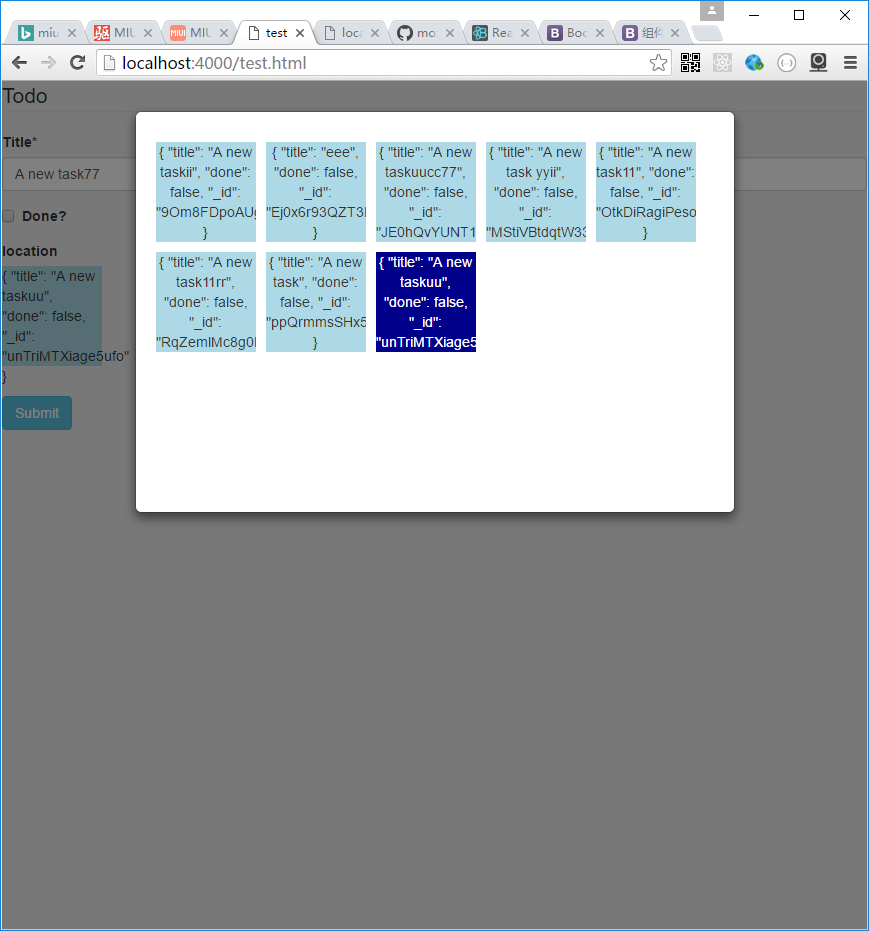 miu
MIU
MIUI
MIU
test
loca
mo
Rea
Boo
组件
localhost:4000/test.html
Todo
Title*
A new task77
Done?
location
{ "title": "A new
taskuu",
"done": false,
"_id":
"unTriMTXiage5ufo"
}
Submit
{ "title": "A new
taskii", "done":
false, "_id":
"9Om8FDpoAUg
}
{ "title": "eee",
"done": false,
"_id":
"Ej0x6r93QZT3
}
{ "title": "A new
taskuucc77",
"done": false,
"_id":
"JE0hQvYUNT1
{ "title": "A new
task yyii",
"done": false,
"_id":
"MStiVBtdqtW33
{ "title": "A new
task11", "done":
false, "_id":
"OtkDiRagiPeso
}
{ "title": "A new
task11rr",
"done": false,
"_id":
"RqZemlMc8g0
{ "title": "A new
task", "done":
false, "_id":
"ppQrmmsSHx5
}
{ "title": "A new
taskuu",
"done": false,
"_id":
"unTriMTXiage5